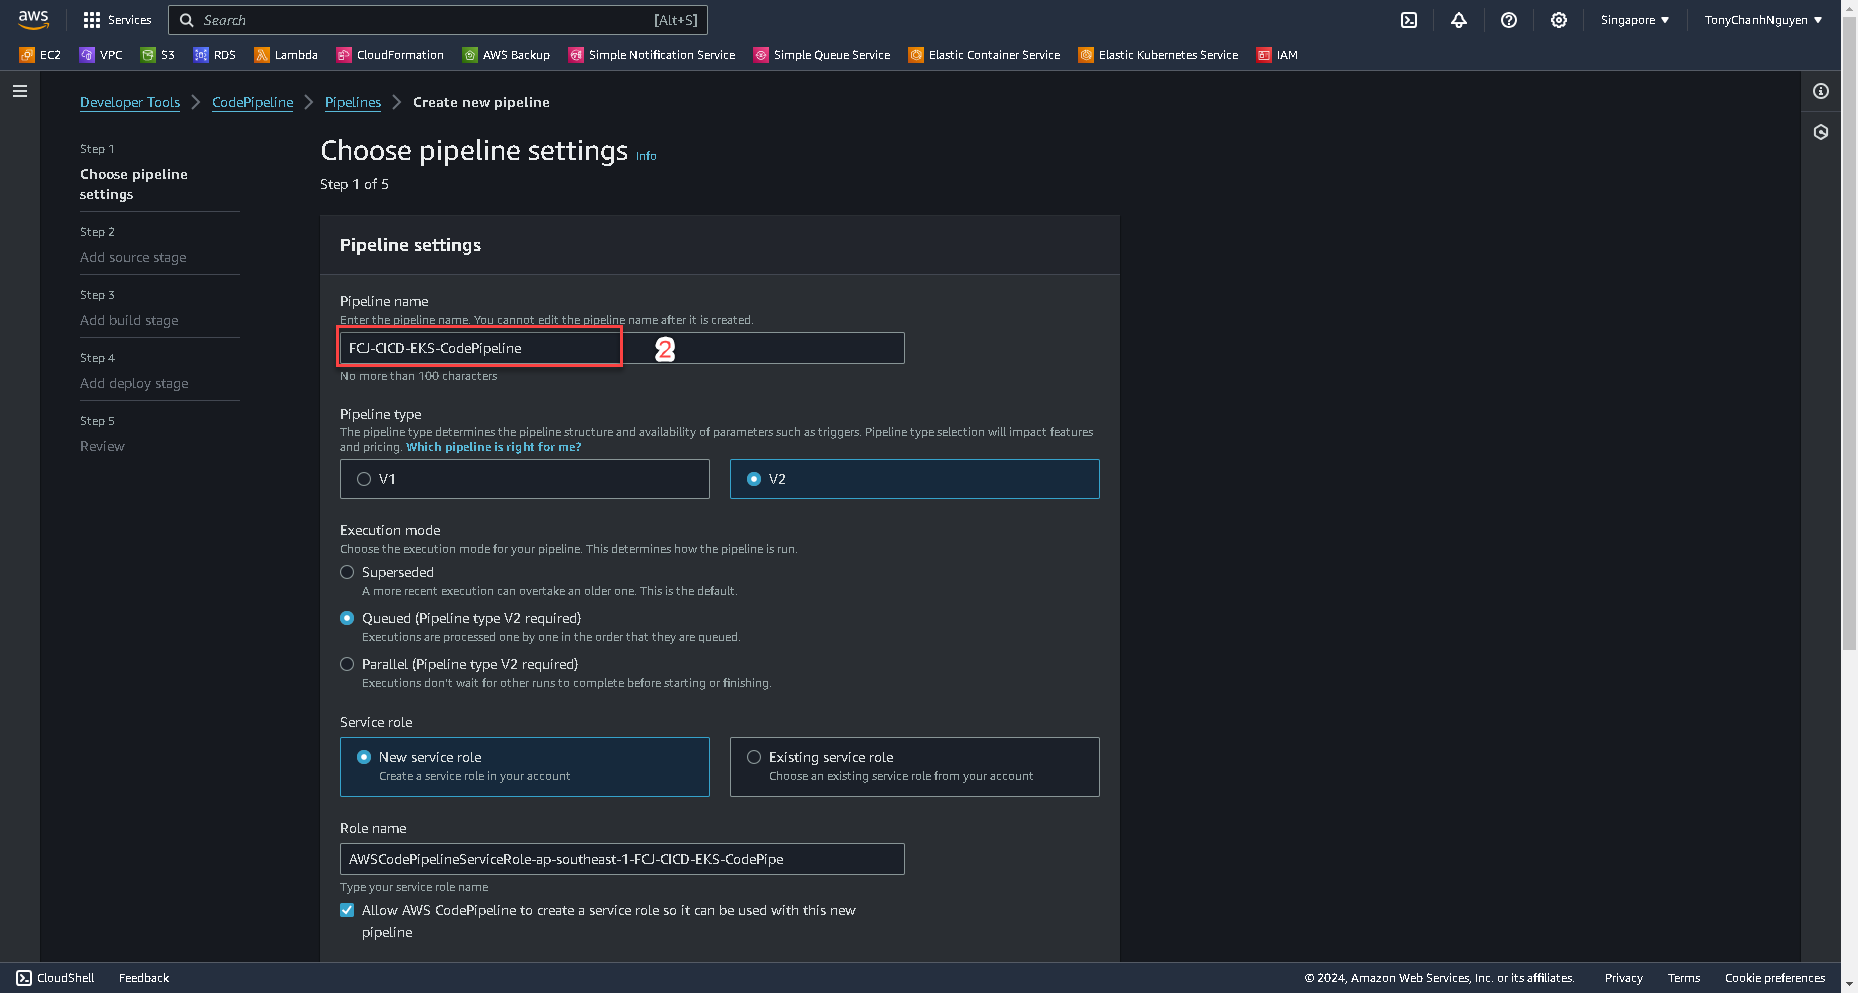 aws
Services
Search
[Alt+S]
Singapore ▼
TonyChanhNguyen ▼
EC2
VPC
S3
RDS
Lambda
CloudFormation
AWS Backup
Simple Notification Service
Simple Queue Service
Elastic Container Service
Elastic Kubernetes Service
IAM
Developer Tools
CodePipeline
Pipelines
Create new pipeline
Step 1
Choose pipeline
settings
Step 2
Add source stage
Step 3
Add build stage
Step 4
Add deploy stage
Step 5
Review
Choose pipeline settings Info
Step 1 of 5
Pipeline settings
Pipeline name
Enter the pipeline name. You cannot edit the pipeline name after it is created.
FCJ-CICD-EKS-CodePipeline
2
No more than 100 characters
Pipeline type
The pipeline type determines the pipeline structure and availability of parameters such as triggers. Pipeline type selection will impact features
and pricing. Which pipeline is right for me?
V1
V2
Execution mode
Choose the execution mode for your pipeline. This determines how the pipeline is run.
Superseded
A more recent execution can overtake an older one. This is the default.
Queued (Pipeline type V2 required)
Executions are processed one by one in the order that they are queued.
Parallel (Pipeline type V2 required)
Executions don't wait for other runs to complete before starting or finishing.
Service role
New service role
Create a service role in your account
Existing service role
Choose an existing service role from your account
Role name
AWSCodePipelineServiceRole-ap-southeast-1-FCJ-CICD-EKS-CodePipe
Type your service role name
Allow AWS CodePipeline to create a service role so it can be used with this new
pipeline
CloudShell
Feedback
© 2024, Amazon Web Services, Inc. or its affiliates.
Privacy
Terms
Cookie preferences